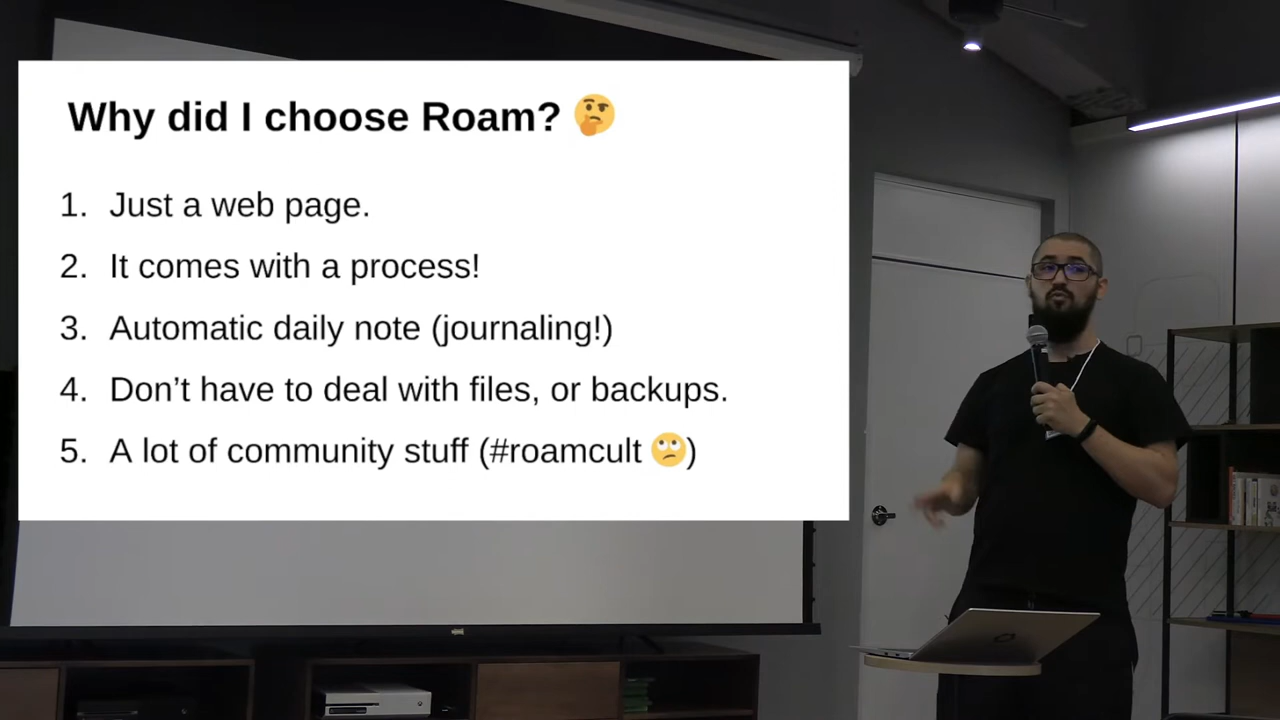 Why did I choose Roam? 🤔
1. Just a web page.
2. It comes with a process!
3. Automatic daily note (journaling!)
4. Don’t have to deal with files, or backups.
5. A lot of community stuff (#roamcult 🙄)